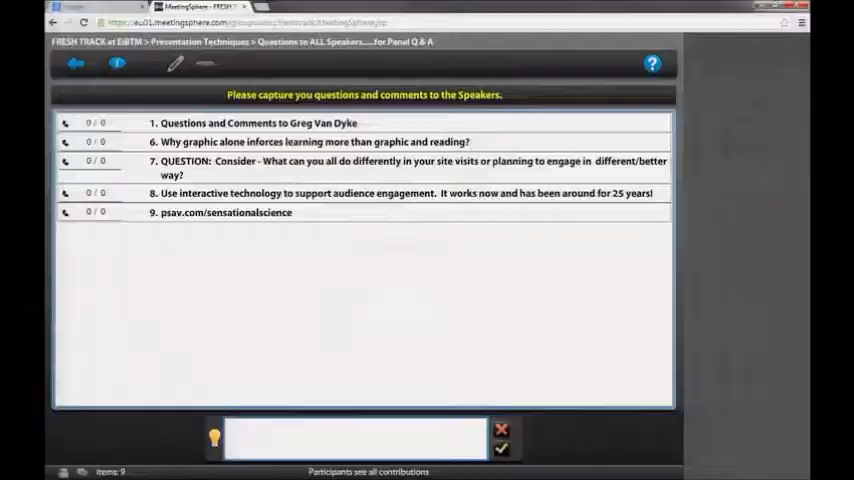 MeetingSphere - FRESH T
https://eu01.meetingsphere.com/
FRESH TRACK at EIBTM > Presentation Techniques > Questions to ALL Speakers.....for Panel Q & A
Please capture you questions and comments to the Speakers.
0 / 0 1. Questions and Comments to Greg Van Dyke
0 / 0 6. Why graphic alone inforces learning more than graphic and reading?
0 / 0 7. QUESTION: Consider - What can you all do differently in your site visits or planning to engage in different/better
way?
0 / 0 8. Use interactive technology to support audience engagement. It works now and has been around for 25 years!
0 / 0 9. psav.com/sensationalscience
items: 9 Participants see all contributions